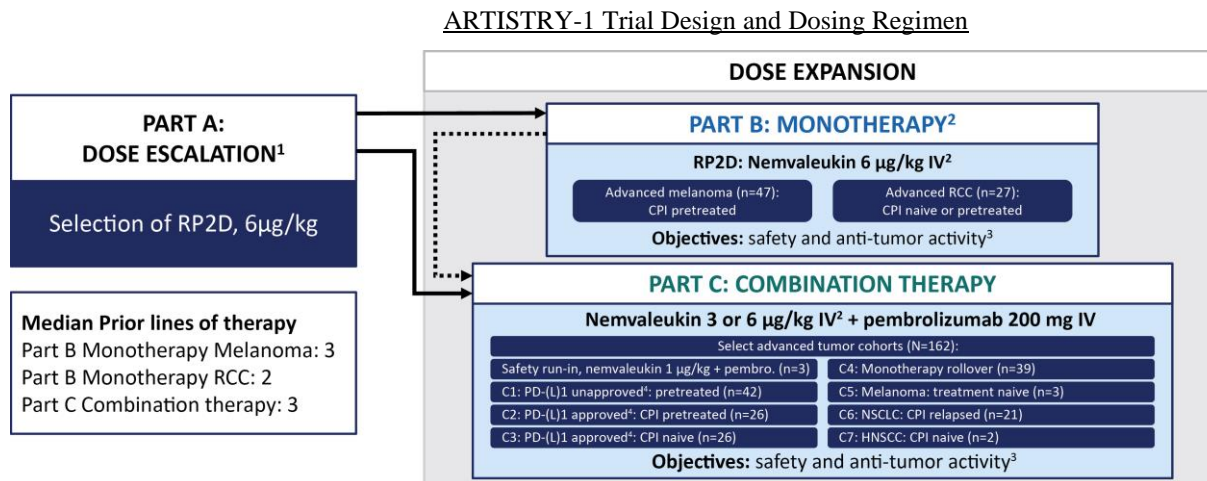 ARTISTRY-1 Trial Design and Dosing Regimen
PART A:
DOSE ESCALATION¹
Selection of RP2D, 6µg/kg
Median Prior lines of therapy
Part B Monotherapy Melanoma: 3
Part B Monotherapy RCC: 2
Part C Combination therapy: 3
DOSE EXPANSION
PART B: MONOTHERAPY²
RP2D: Nemvaleukin 6 µg/kg IV²
Advanced melanoma (n=47):
CPI pretreated
Advanced RCC (n=27):
CPI naive or pretreated
Objectives: safety and anti-tumor activity³
PART C: COMBINATION THERAPY
Nemvaleukin 3 or 6 µg/kg IV² + pembrolizumab 200 mg IV
Select advanced tumor cohorts (N=162):
Safety run-in, nemvaleukin 1 µg/kg + pembro. (n=3)
C1: PD-(L)1 unapproved⁴: pretreated (n=42)
C2: PD-(L)1 approved⁴: CPI pretreated (n=26)
C3: PD-(L)1 approved⁴: CPI naive (n=26)
C4: Monotherapy rollover (n=39)
C5: Melanoma: treatment naive (n=3)
C6: NSCLC: CPI relapsed (n=21)
C7: HNSCC: CPI naive (n=2)
Objectives: safety and anti-tumor activity³